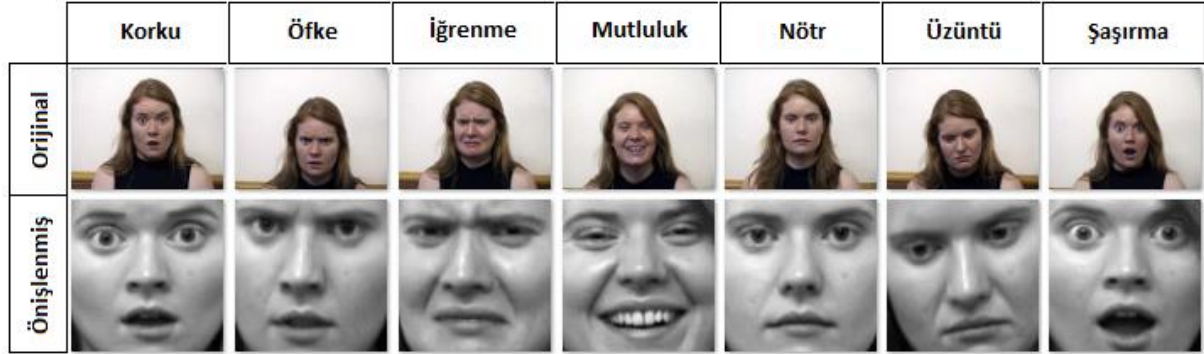 Korku Öfke İğrenme Mutluluk Nötr Üzüntü Şaşırma
Orijinal
Önişlenmiş